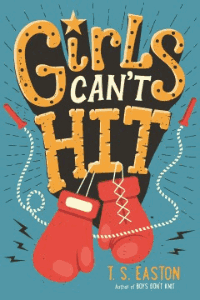 GiRLS
CAN'T
HIT
T. S. EASTON
Author of BOYS DON'T KNIT